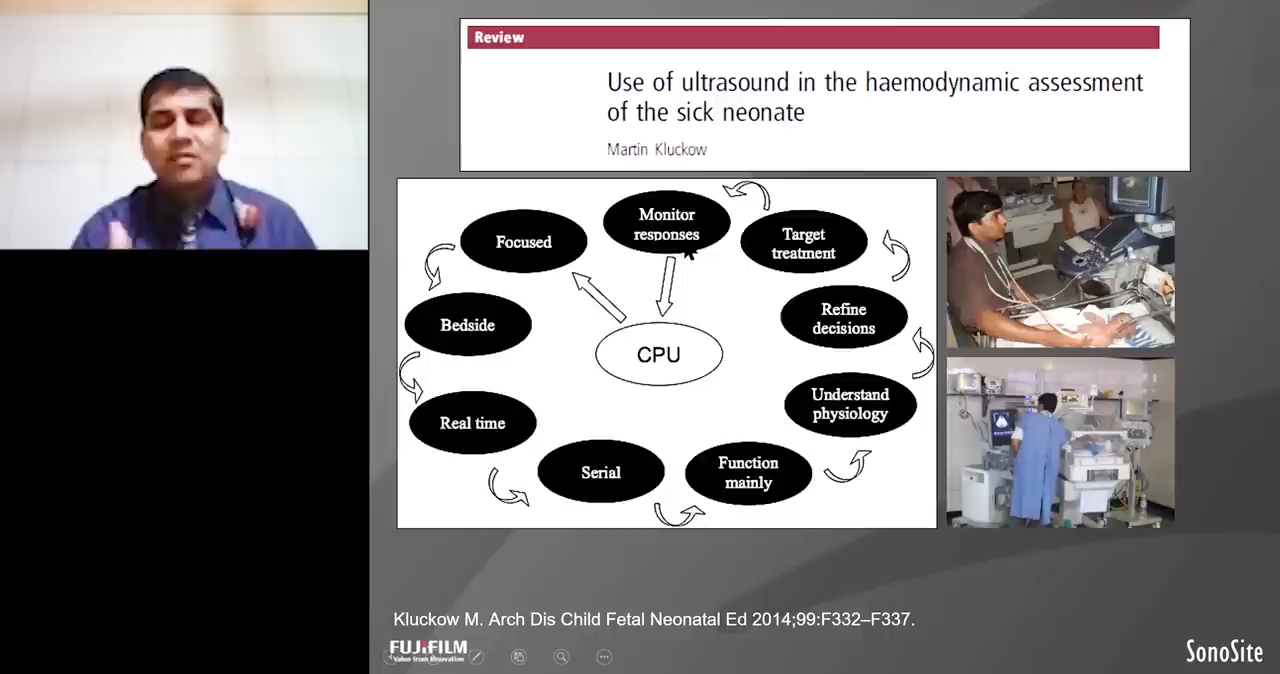 Review
Use of ultrasound in the haemodynamic assessment
of the sick neonate
Martin Kluckow
Monitor
responses
Focused
Target
treatment
Bedside
Refine
decisions
CPU
Understand
physiology
Real time
Serial
Function
mainly
Kluckow M. Arch Dis Child Fetal Neonatal Ed 2014;99:F332–F337.
FUJIFILM
Value from Innovation
SonoSite